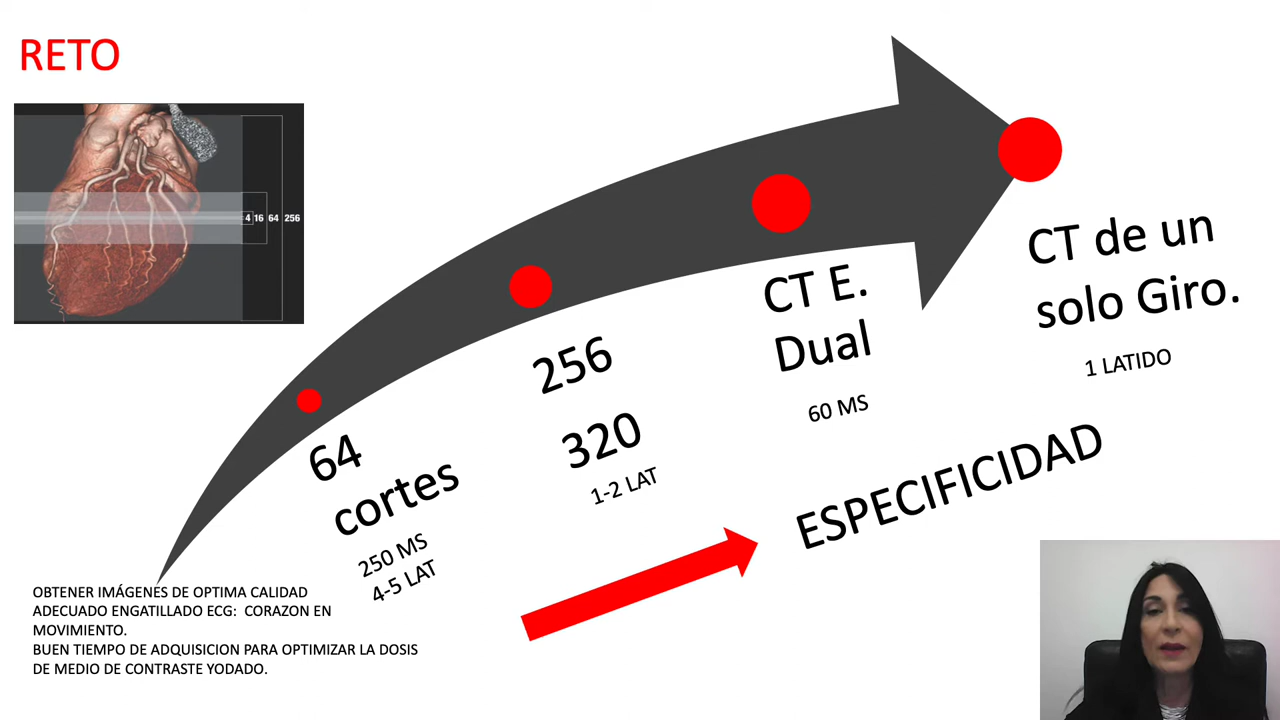 RETO
4 16 64 256
64
cortes
250 MS
4-5 LAT
256
320
1-2 LAT
CT E.
Dual
60 MS
CT de un
solo Giro.
1 LATIDO
ESPECIFICIDAD
OBTENER IMÁGENES DE OPTIMA CALIDAD
ADECUADO ENGATILLADO ECG: CORAZON EN
MOVIMIENTO.
BUEN TIEMPO DE ADQUISICION PARA OPTIMIZAR LA DOSIS
DE MEDIO DE CONTRASTE YODADO.